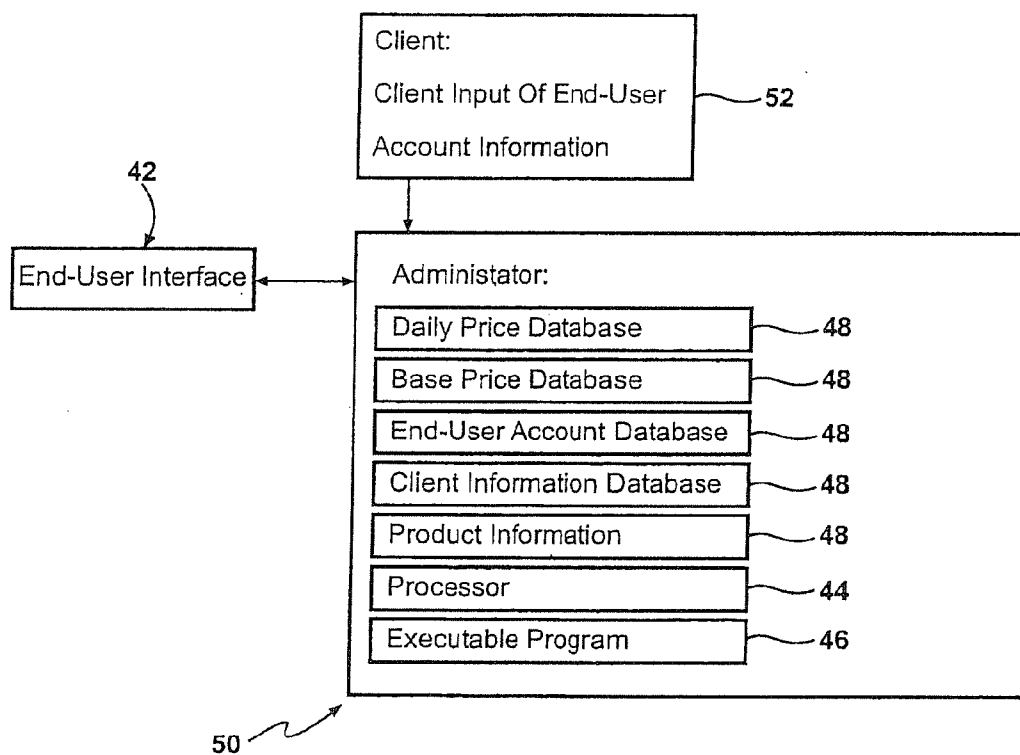 Client:
Client Input Of End-User
52
Account Information
42
End-User Interface
Administator:
Daily Price Database
48
Base Price Database
48
End-User Account Database
48
Client Information Database
48
Product Information
48
Processor
44
Executable Program
46
50